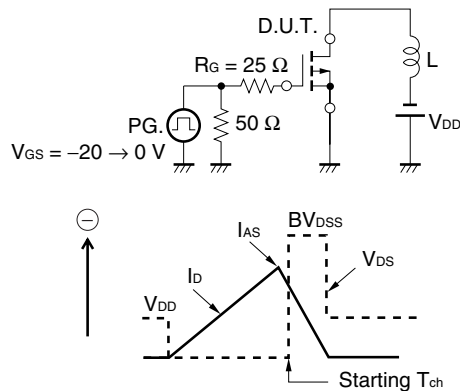 D.U.T.
RG = 25 Ω
L
PG.
50 Ω
VDD
VGS = −20 → 0 V
⊖
IAS
BVDSS
ID
VDS
VDD
Starting Tch